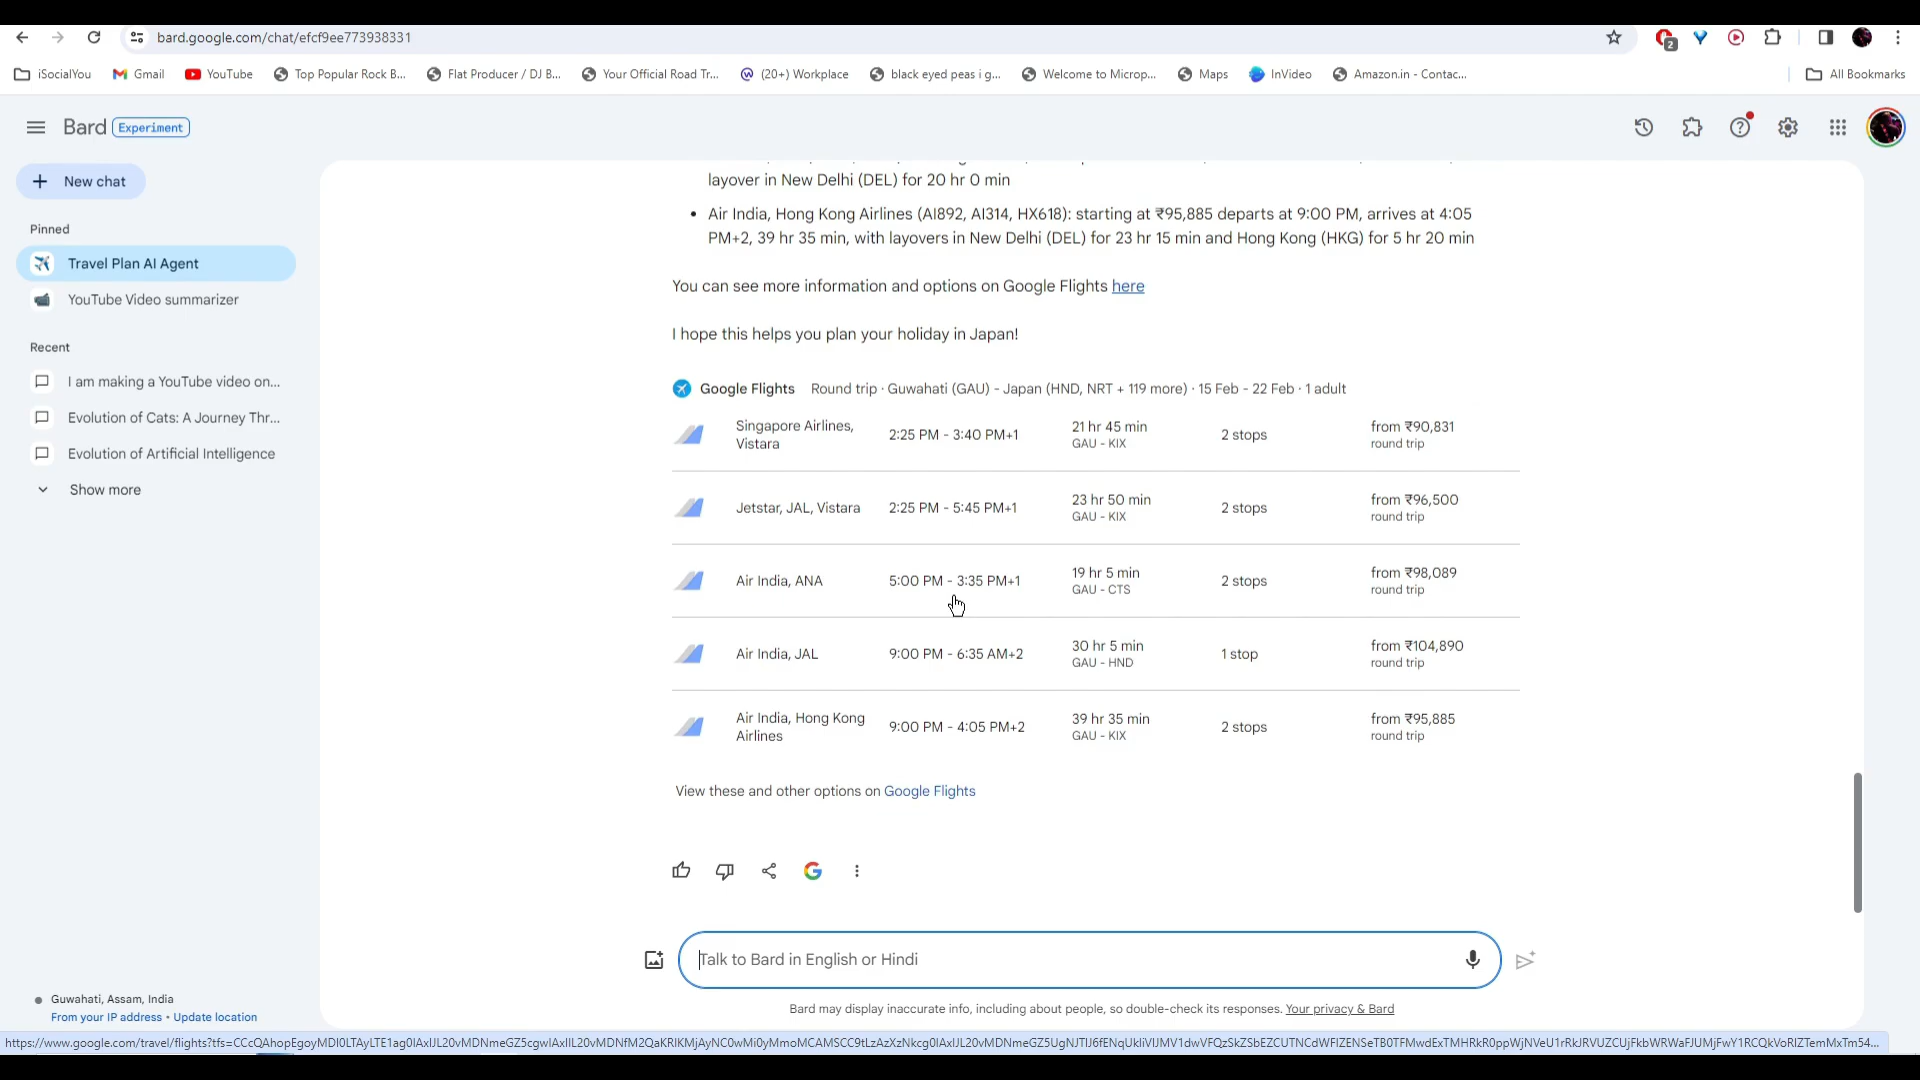 bard.google.com/chat/efcf9ee773938331
2
iSocialYou
Gmail
YouTube
Top Popular Rock B...
Flat Producer / DJ B...
Your Official Road Tr...
(20+) Workplace
black eyed peas i g...
Welcome to Microp...
Maps
InVideo
Amazon.in - Contac...
All Bookmarks
Bard Experiment
New chat
Pinned
Travel Plan AI Agent
YouTube Video summarizer
Recent
I am making a YouTube video on...
Evolution of Cats: A Journey Thr...
Evolution of Artificial Intelligence
Show more
Guwahati, Assam, India
From your IP address • Update location
layover in New Delhi (DEL) for 20 hr 0 min
• Air India, Hong Kong Airlines (AI892, AI314, HX618): starting at ₹95,885 departs at 9:00 PM, arrives at 4:05
PM+2, 39 hr 35 min, with layovers in New Delhi (DEL) for 23 hr 15 min and Hong Kong (HKG) for 5 hr 20 min
You can see more information and options on Google Flights here
I hope this helps you plan your holiday in Japan!
Google Flights Round trip · Guwahati (GAU) - Japan (HND, NRT + 119 more) · 15 Feb - 22 Feb · 1 adult
Singapore Airlines,
Vistara
2:25 PM - 3:40 PM+1
21 hr 45 min
GAU - KIX
2 stops
from ₹90,831
round trip
Jetstar, JAL, Vistara
2:25 PM - 5:45 PM+1
23 hr 50 min
GAU - KIX
2 stops
from ₹96,500
round trip
Air India, ANA
5:00 PM - 3:35 PM+1
19 hr 5 min
GAU - CTS
2 stops
from ₹98,089
round trip
Air India, JAL
9:00 PM - 6:35 AM+2
30 hr 5 min
GAU - HND
1 stop
from ₹104,890
round trip
Air India, Hong Kong
Airlines
9:00 PM - 4:05 PM+2
39 hr 35 min
GAU - KIX
2 stops
from ₹95,885
round trip
View these and other options on Google Flights
Talk to Bard in English or Hindi
Bard may display inaccurate info, including about people, so double-check its responses. Your privacy & Bard